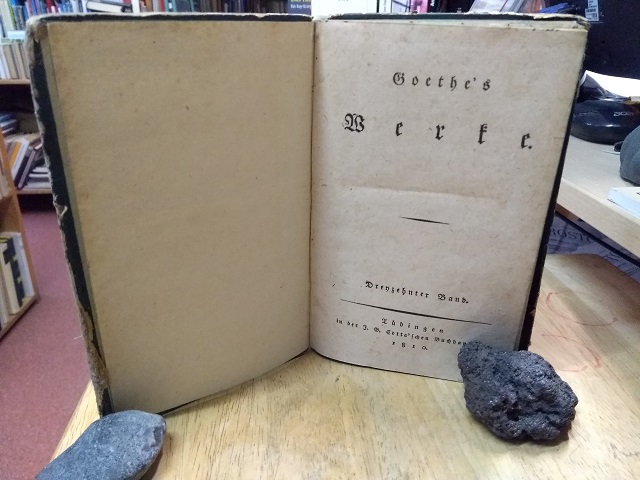 Goethe's
Werke.
Dreyzehnter Band.
Tübingen
in der J. G. Cotta'schen
1810.